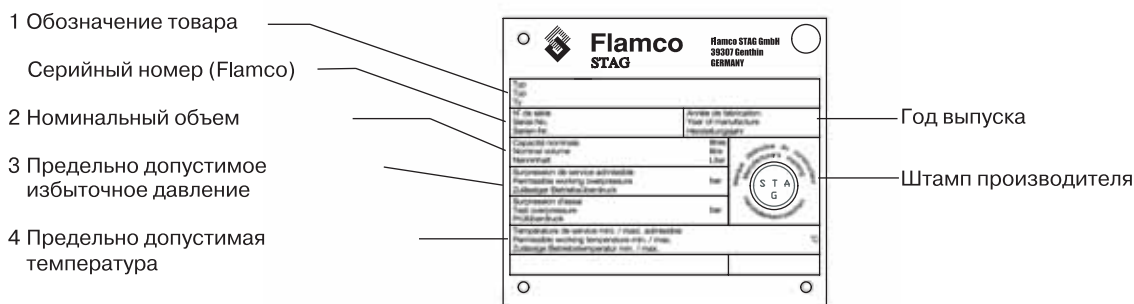 1 Обозначение товара
Серийный номер (Flamco)
2 Номинальный объем
3 Предельно допустимое
избыточное давление
4 Предельно допустимая
температура
Flamco
STAG
Flamco STAG GmbH
39307 Genthin
GERMANY
Typ
N° de série
Serial-No.
Serien-Nr.
Année de fabrication
Year of manufacture
Herstellungsjahr
Capacité nominale
Nominal volume
Nenninhalt
litres
litre
Liter
Surpression de service admissible
Permissible working overpressure
Zulässiger Betriebsüberdruck
bar
Surpression d'essai
Test overpressure
Prüfüberdruck
bar
Température de service min. / maxi. admissible
Permissible working temperature min. / max.
Zulässige Betriebstemperatur min. / max.
°C
S T A
G
Год выпуска
Штамп производителя